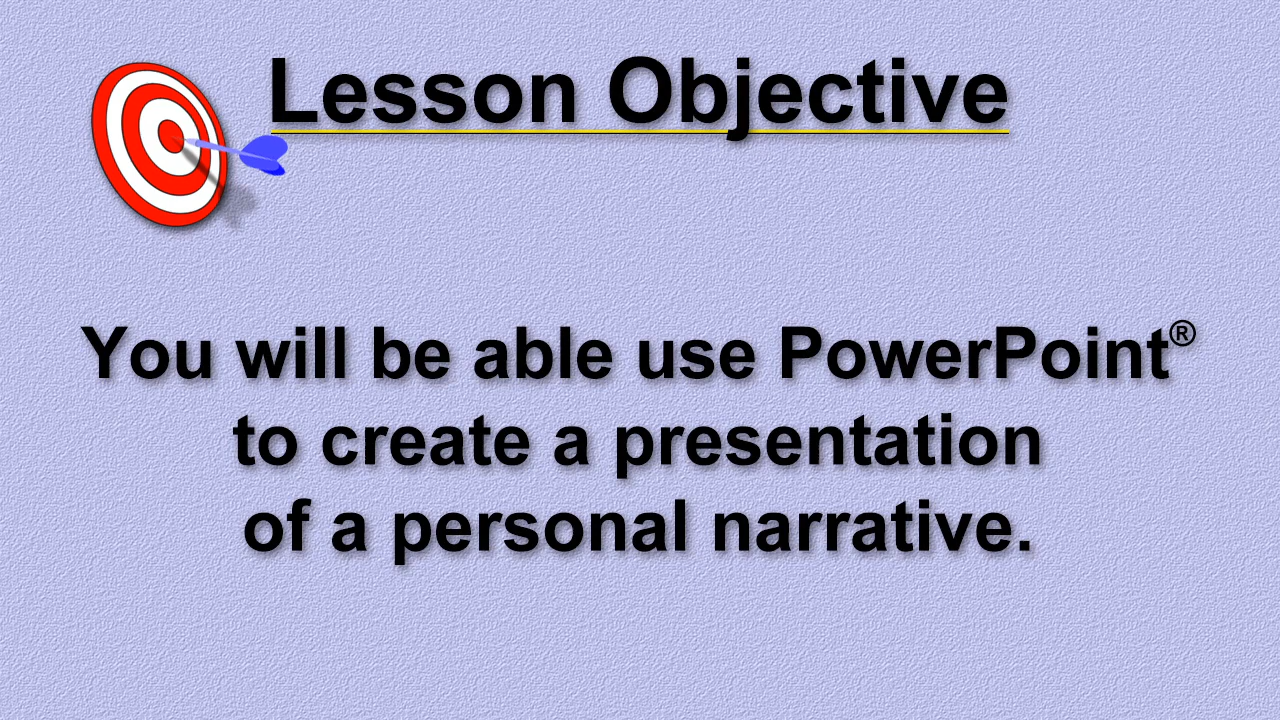 Lesson Objective
You will be able use PowerPoint®
to create a presentation
of a personal narrative.